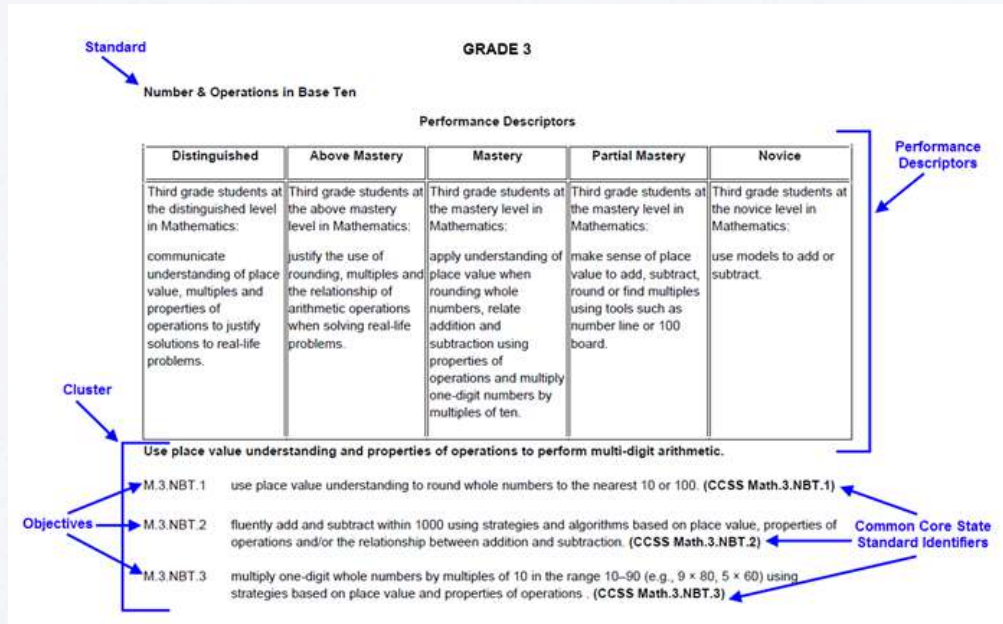 Standard
GRADE 3
Number & Operations in Base Ten
Performance Descriptors
Distinguished
Above Mastery
Mastery
Partial Mastery
Novice
Third grade students at
the distinguished level
in Mathematics:
communicate
understanding of place
value, multiples and
properties of
operations to justify
solutions to real-life
problems.
Third grade students at
the above mastery
level in Mathematics:
justify the use of
rounding, multiples and
the relationship of
arithmetic operations
when solving real-life
problems.
Third grade students at
the mastery level in
Mathematics:
apply understanding of
place value when
rounding whole
numbers, relate
addition and
subtraction using
properties of
operations and multiply
one-digit numbers by
multiples of ten.
Third grade students at
the mastery level in
Mathematics:
make sense of place
value to add, subtract,
round or find multiples
using tools such as
number line or 100
board.
Third grade students at
the novice level in
Mathematics:
use models to add or
subtract.
Performance
Descriptors
Cluster
Use place value understanding and properties of operations to perform multi-digit arithmetic.
M.3.NBT.1 use place value understanding to round whole numbers to the nearest 10 or 100. (CCSS Math.3.NBT.1)
Objectives
M.3.NBT.2 fluently add and subtract within 1000 using strategies and algorithms based on place value, properties of
operations and/or the relationship between addition and subtraction. (CCSS Math.3.NBT.2)
Common Core State
Standard Identifiers
M.3.NBT.3 multiply one-digit whole numbers by multiples of 10 in the range 10–90 (e.g., 9 × 80, 5 × 60) using
strategies based on place value and properties of operations . (CCSS Math.3.NBT.3)